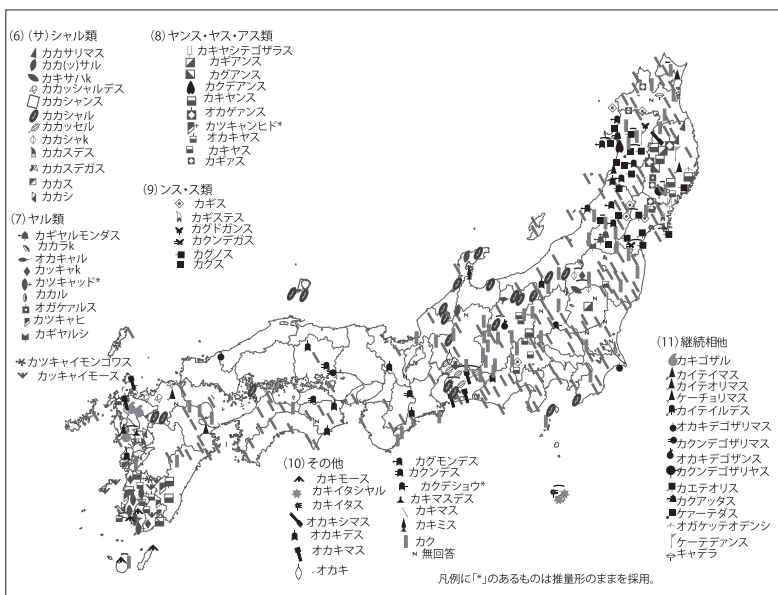 (6) (サ)シャル類
カカサリマス
カカ(ッ)サル
カキサハk
カカッシャルデス
カカシャンス
カカシャル
カカッセル
カカシャk
カカスデス
カカスデガス
カカス
カカシ
(7) ヤル類
カギヤルモンダス
カカラk
オカキャル
カッキャk
カツキャッド*
カカル
オガケァルス
カツキャヒ
カギヤルシ
カツキャイモンゴワス
カッキャイモース
(8) ヤンス・ヤス・アス類
カキヤシテゴザラス
カギアンス
カグアンス
カクデアンス
カキヤンス
オカゲァンス
カツキャンヒド*
オカキヤス
カキヤス
カギァス
(9) ンス・ス類
カギス
カギステス
カグドガンス
カクンデガス
カグノス
カグス
(10) その他
カキモース
カキイタシヤル
カキイタス
オカキシマス
オカキデス
オカキマス
オカキ
カグモンデス
カクンデス
カクデショウ*
カキマスデス
カキマス
カキミス
カク
N 無回答
(11) 継続相他
カキゴザル
カイテイマス
カイテオリマス
ケーチョリマス
カイテイルデス
オカキデゴザリマス
カクンデゴザリマス
オカキデゴザンス
カクンデゴザリヤス
カエテオリス
カクアッタス
ケァーテダス
オガケッテオデンシ
ケーテデアンス
キャデラ
凡例に「*」のあるものは推量形のままを採用。